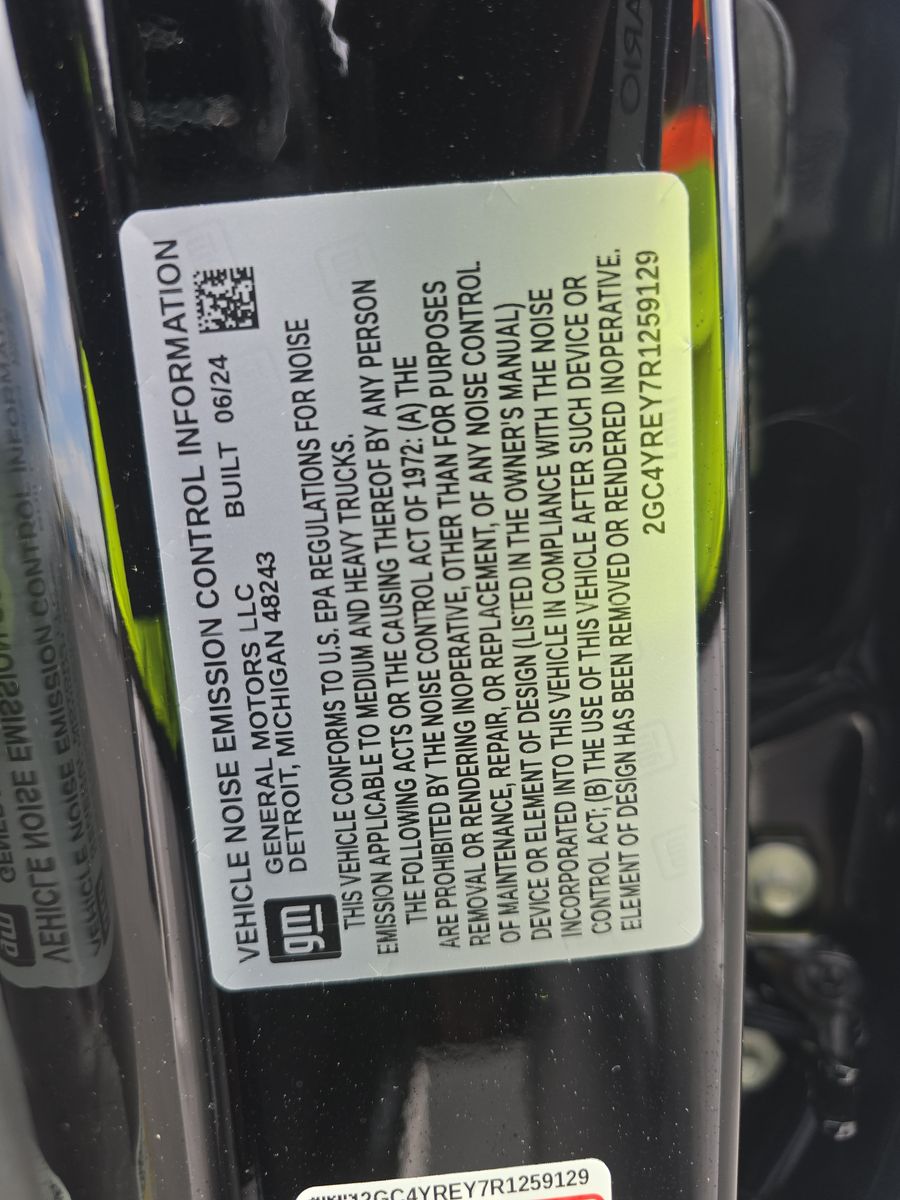 VEHICLE NOISE EMISSION CONTROL INFORMATION
gm
GENERAL MOTORS LLC BUILT 06/24
DETROIT, MICHIGAN 48243
THIS VEHICLE CONFORMS TO U.S. EPA REGULATIONS FOR NOISE
EMISSION APPLICABLE TO MEDIUM AND HEAVY TRUCKS.
THE FOLLOWING ACTS OR THE CAUSING THEREOF BY ANY PERSON
ARE PROHIBITED BY THE NOISE CONTROL ACT OF 1972: (A) THE
REMOVAL OR RENDERING INOPERATIVE, OTHER THAN FOR PURPOSES
OF MAINTENANCE, REPAIR, OR REPLACEMENT, OF ANY NOISE CONTROL
DEVICE OR ELEMENT OF DESIGN (LISTED IN THE OWNER'S MANUAL)
INCORPORATED INTO THIS VEHICLE IN COMPLIANCE WITH THE NOISE
CONTROL ACT; (B) THE USE OF THIS VEHICLE AFTER SUCH DEVICE OR
ELEMENT OF DESIGN HAS BEEN REMOVED OR RENDERED INOPERATIVE.
2GC4YREY7R1259129
2GC4YREY7R1259129